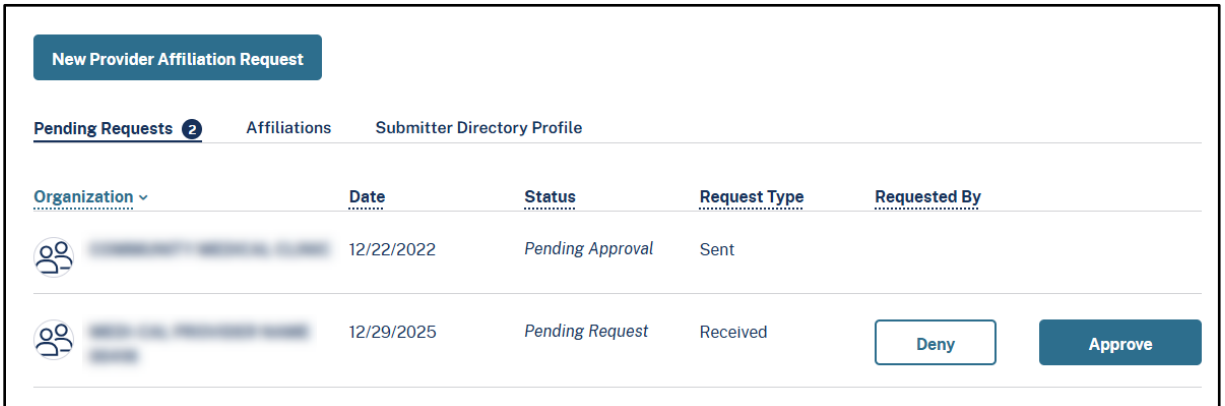 New Provider Affiliation Request
Pending Requests 2 Affiliations Submitter Directory Profile
Organization Date Status Request Type Requested By
12/22/2022 Pending Approval Sent
12/29/2025 Pending Request Received Deny Approve